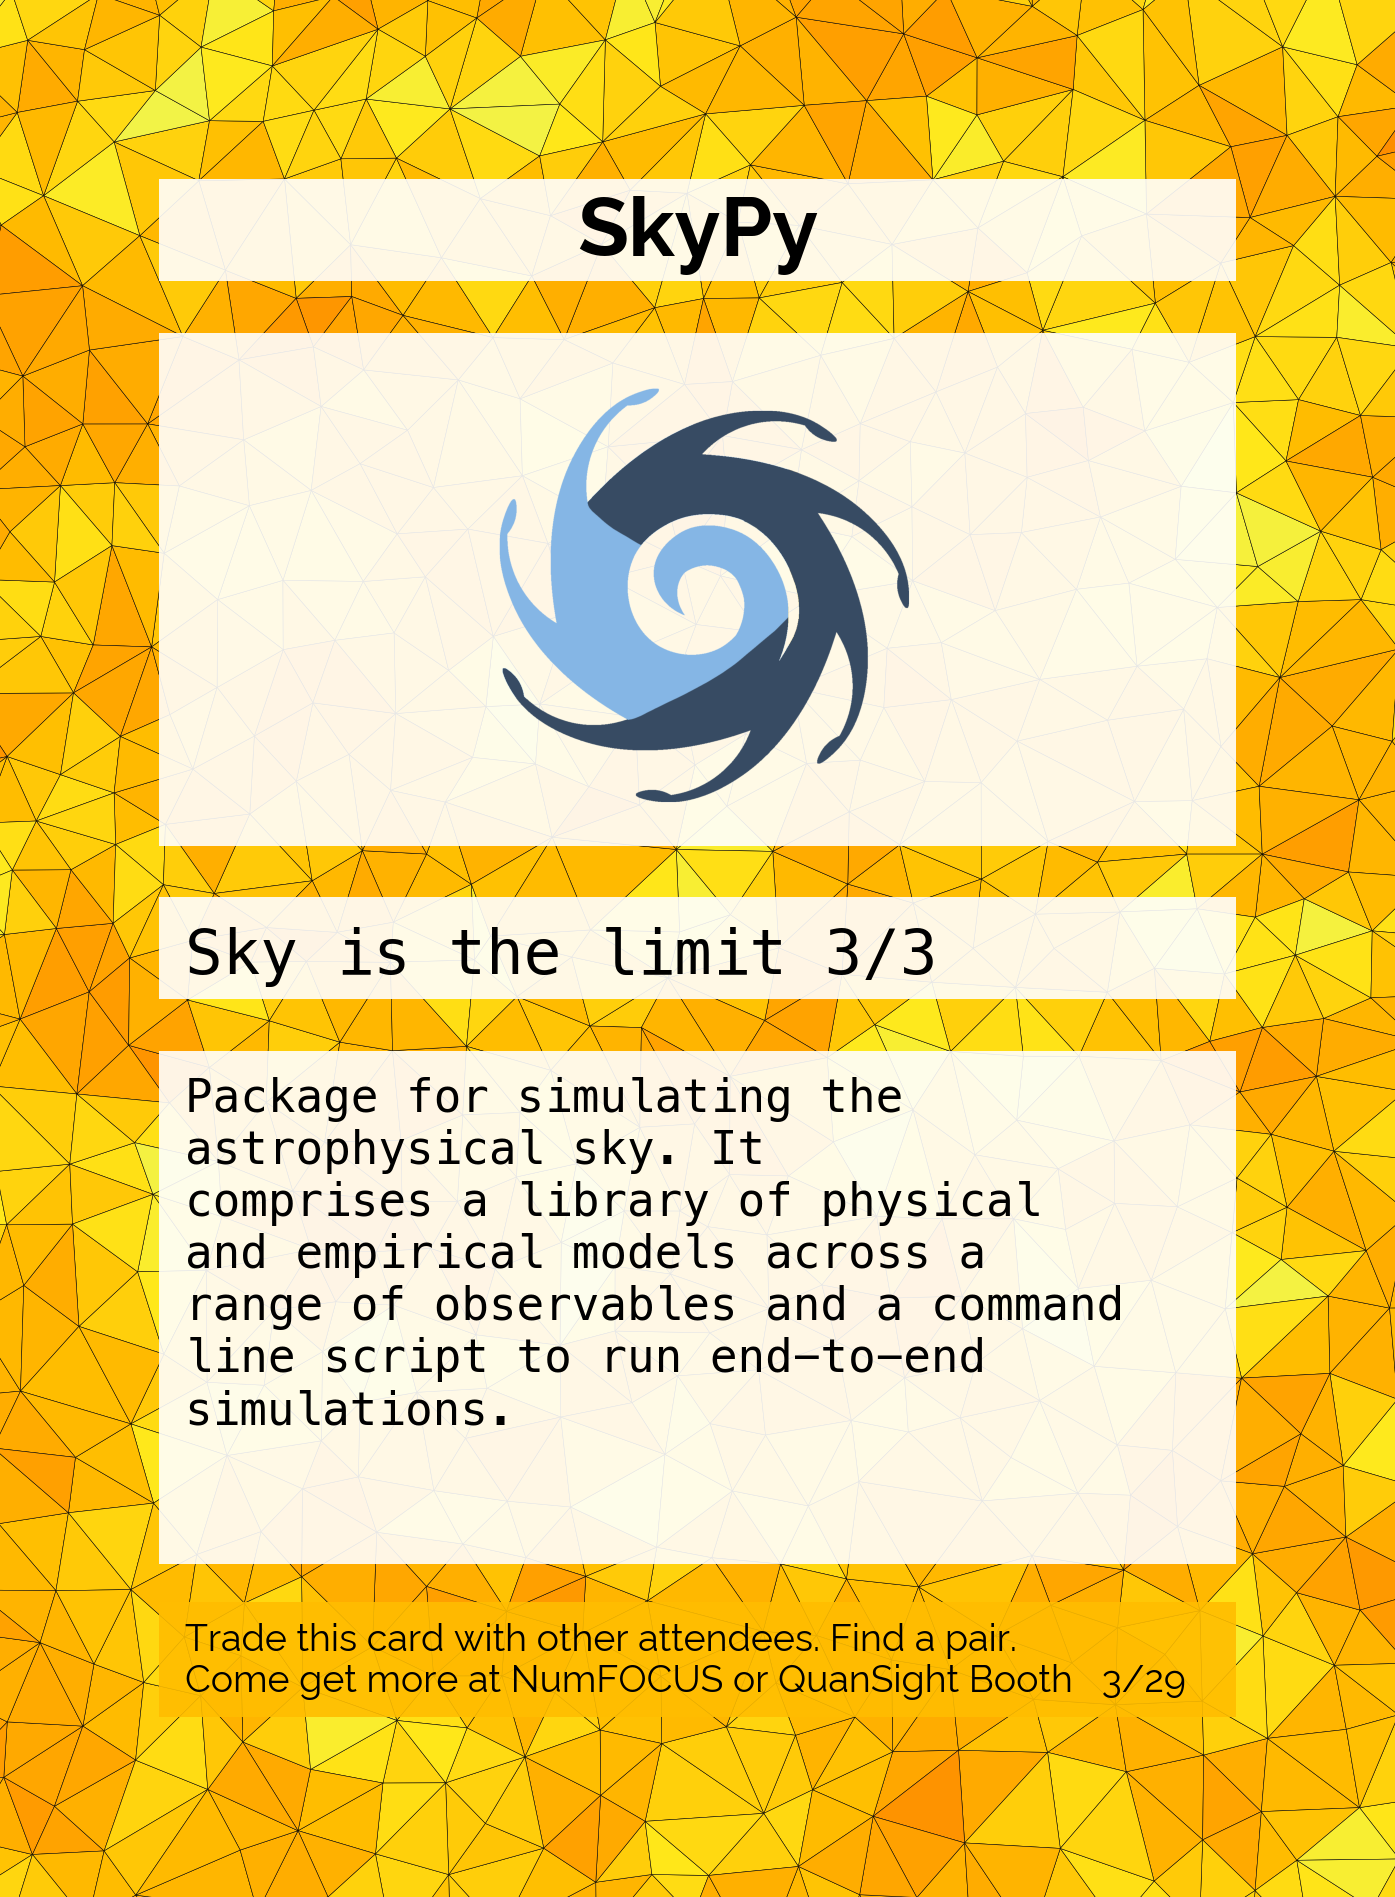 SkyPy
Sky is the limit 3/3
Package for simulating the
astrophysical sky. It
comprises a library of physical
and empirical models across a
range of observables and a command
line script to run end-to-end
simulations.
Trade this card with other attendees. Find a pair.
Come get more at NumFOCUS or QuanSight Booth 3/29